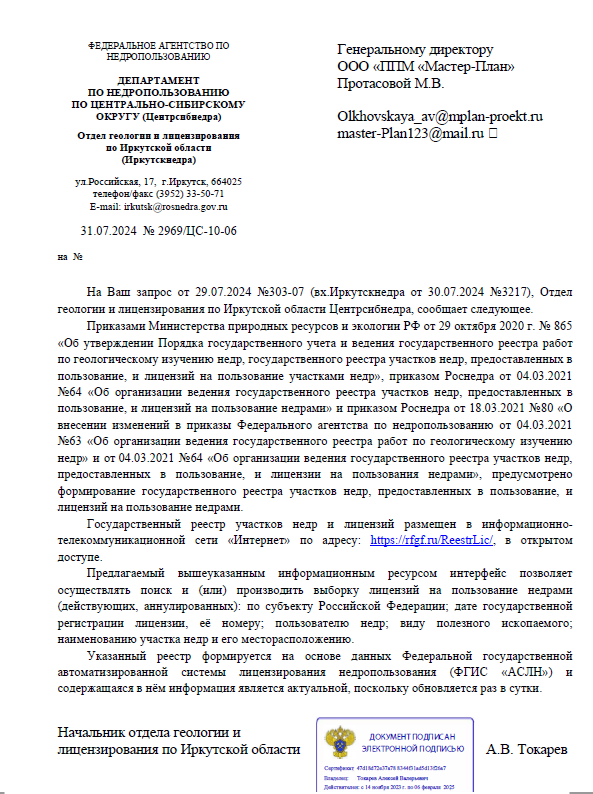 ФЕДЕРАЛЬНОЕ АГЕНТСТВО ПО
НЕДРОПОЛЬЗОВАНИЮ
ДЕПАРТАМЕНТ
ПО НЕДРОПОЛЬЗОВАНИЮ
ПО ЦЕНТРАЛЬНО-СИБИРСКОМУ
ОКРУГУ (Центрсибнедра)
Отдел геологии и лицензирования
по Иркутской области
(Иркутскнедра)
ул.Российская, 17, г.Иркутск, 664025
телефон/факс (3952) 33-50-71
E-mail: irkutsk@rosnedra.gov.ru
31.07.2024 № 2969/ЦС-10-06
на №
Генеральному директору
ООО «ППМ «Мастер-План»
Протасовой М.В.
Olkhovskaya_av@mplan-proekt.ru
master-Plan123@mail.ru
На Ваш запрос от 29.07.2024 №303-07 (вх.Иркутскнедра от 30.07.2024 №3217), Отдел
геологии и лицензирования по Иркутской области Центрсибнедра, сообщает следующее.
Приказами Министерства природных ресурсов и экологии РФ от 29 октября 2020 г. № 865
«Об утверждении Порядка государственного учета и ведения государственного реестра работ
по геологическому изучению недр, государственного реестра участков недр, предоставленных в
пользование, и лицензий на пользование участками недр», приказом Роснедра от 04.03.2021
№64 «Об организации ведения государственного реестра участков недр, предоставленных в
пользование, и лицензий на пользование недрами» и приказом Роснедра от 18.03.2021 №80 «О
внесении изменений в приказы Федерального агентства по недропользованию от 04.03.2021
№63 «Об организации ведения государственного реестра работ по геологическому изучению
недр» и от 04.03.2021 №64 «Об организации ведения государственного реестра участков недр,
предоставленных в пользование, и лицензии на пользования недрами», предусмотрено
формирование государственного реестра участков недр, предоставленных в пользование, и
лицензий на пользование недрами.
Государственный реестр участков недр и лицензий размещен в информационно-
телекоммуникационной сети «Интернет» по адресу: https://rfgf.ru/ReestrLic/, в открытом
доступе.
Предлагаемый вышеуказанным информационным ресурсом интерфейс позволяет
осуществлять поиск и (или) производить выборку лицензий на пользование недрами
(действующих, аннулированных): по субъекту Российской Федерации; дате государственной
регистрации лицензии, её номеру; пользователю недр; виду полезного ископаемого;
наименованию участка недр и его месторасположению.
Указанный реестр формируется на основе данных Федеральной государственной
автоматизированной системы лицензирования недропользования (ФГИС «АСЛН») и
содержащаяся в нём информация является актуальной, поскольку обновляется раз в сутки.
Начальник отдела геологии и
лицензирования по Иркутской области
ДОКУМЕНТ ПОДПИСАН
ЭЛЕКТРОННОЙ ПОДПИСЬЮ
Сертификат
Владелец Токарев Алексей Валерьевич
Действителен с 14 ноября 2023 г. по 06 февраля 2025
А.В. Токарев